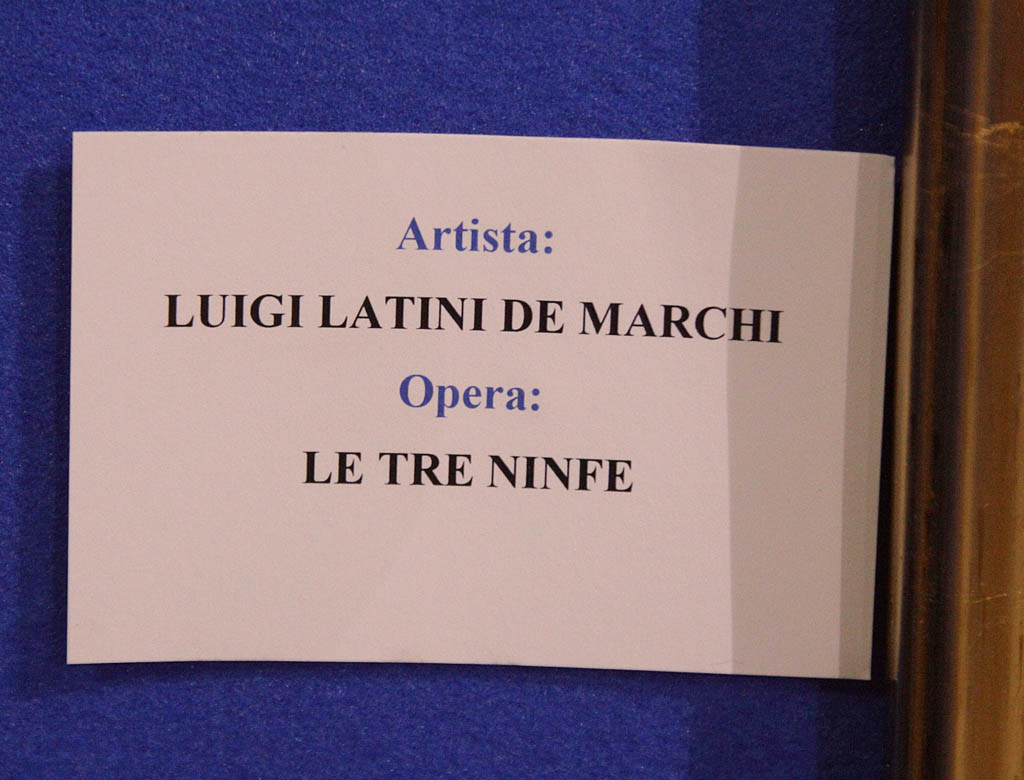 Artista:
LUIGI LATINI DE MARCHI
Opera:
LE TRE NINFE